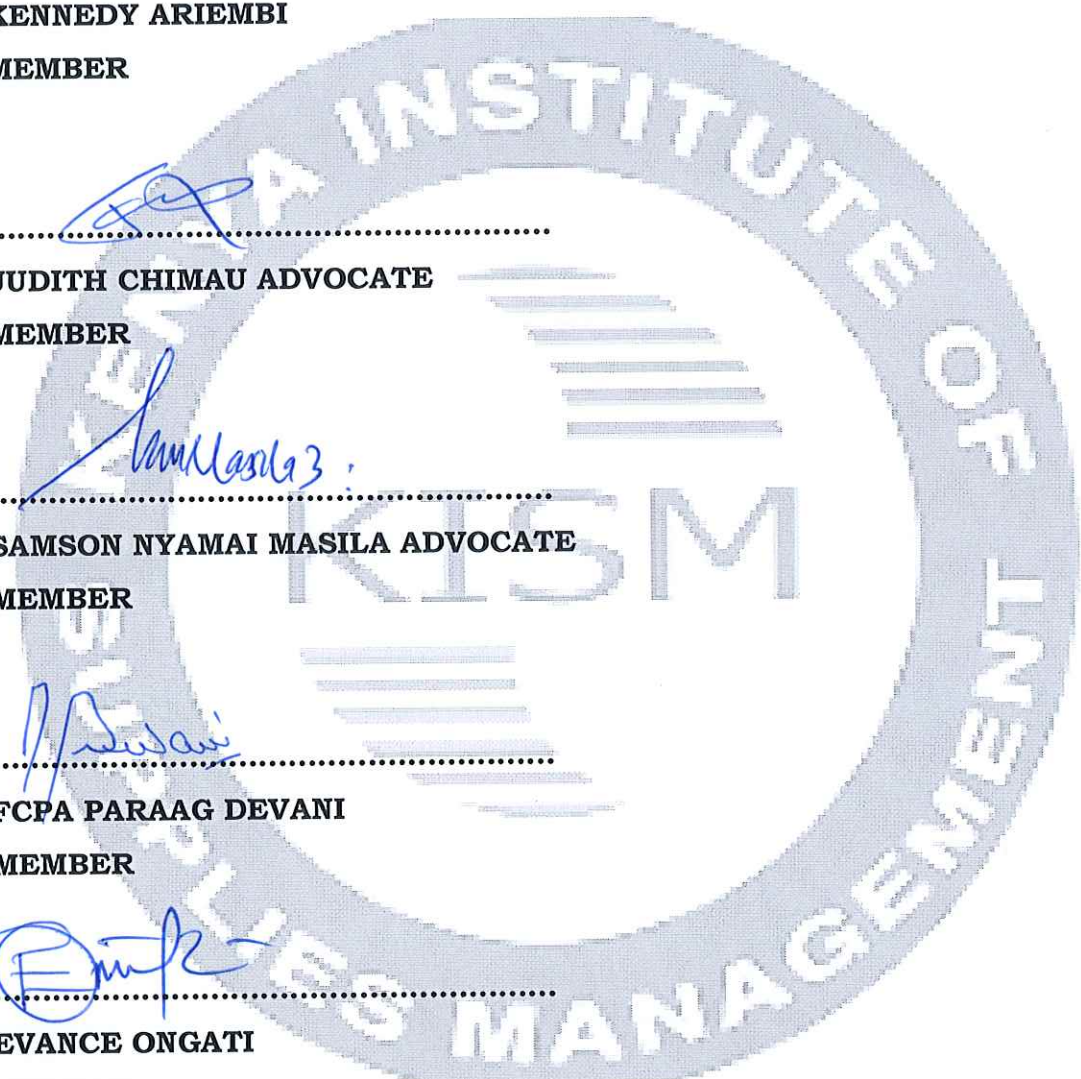 KENNEDY ARIEMBI
MEMBER
JUDITH CHIMAU ADVOCATE
MEMBER
SAMSON NYAMAI MASILA ADVOCATE
MEMBER
FCPA PARAAG DEVANI
MEMBER
EVANCE ONGATI
KENYA INSTITUTE OF SUPPLIES MANAGEMENT
KISM